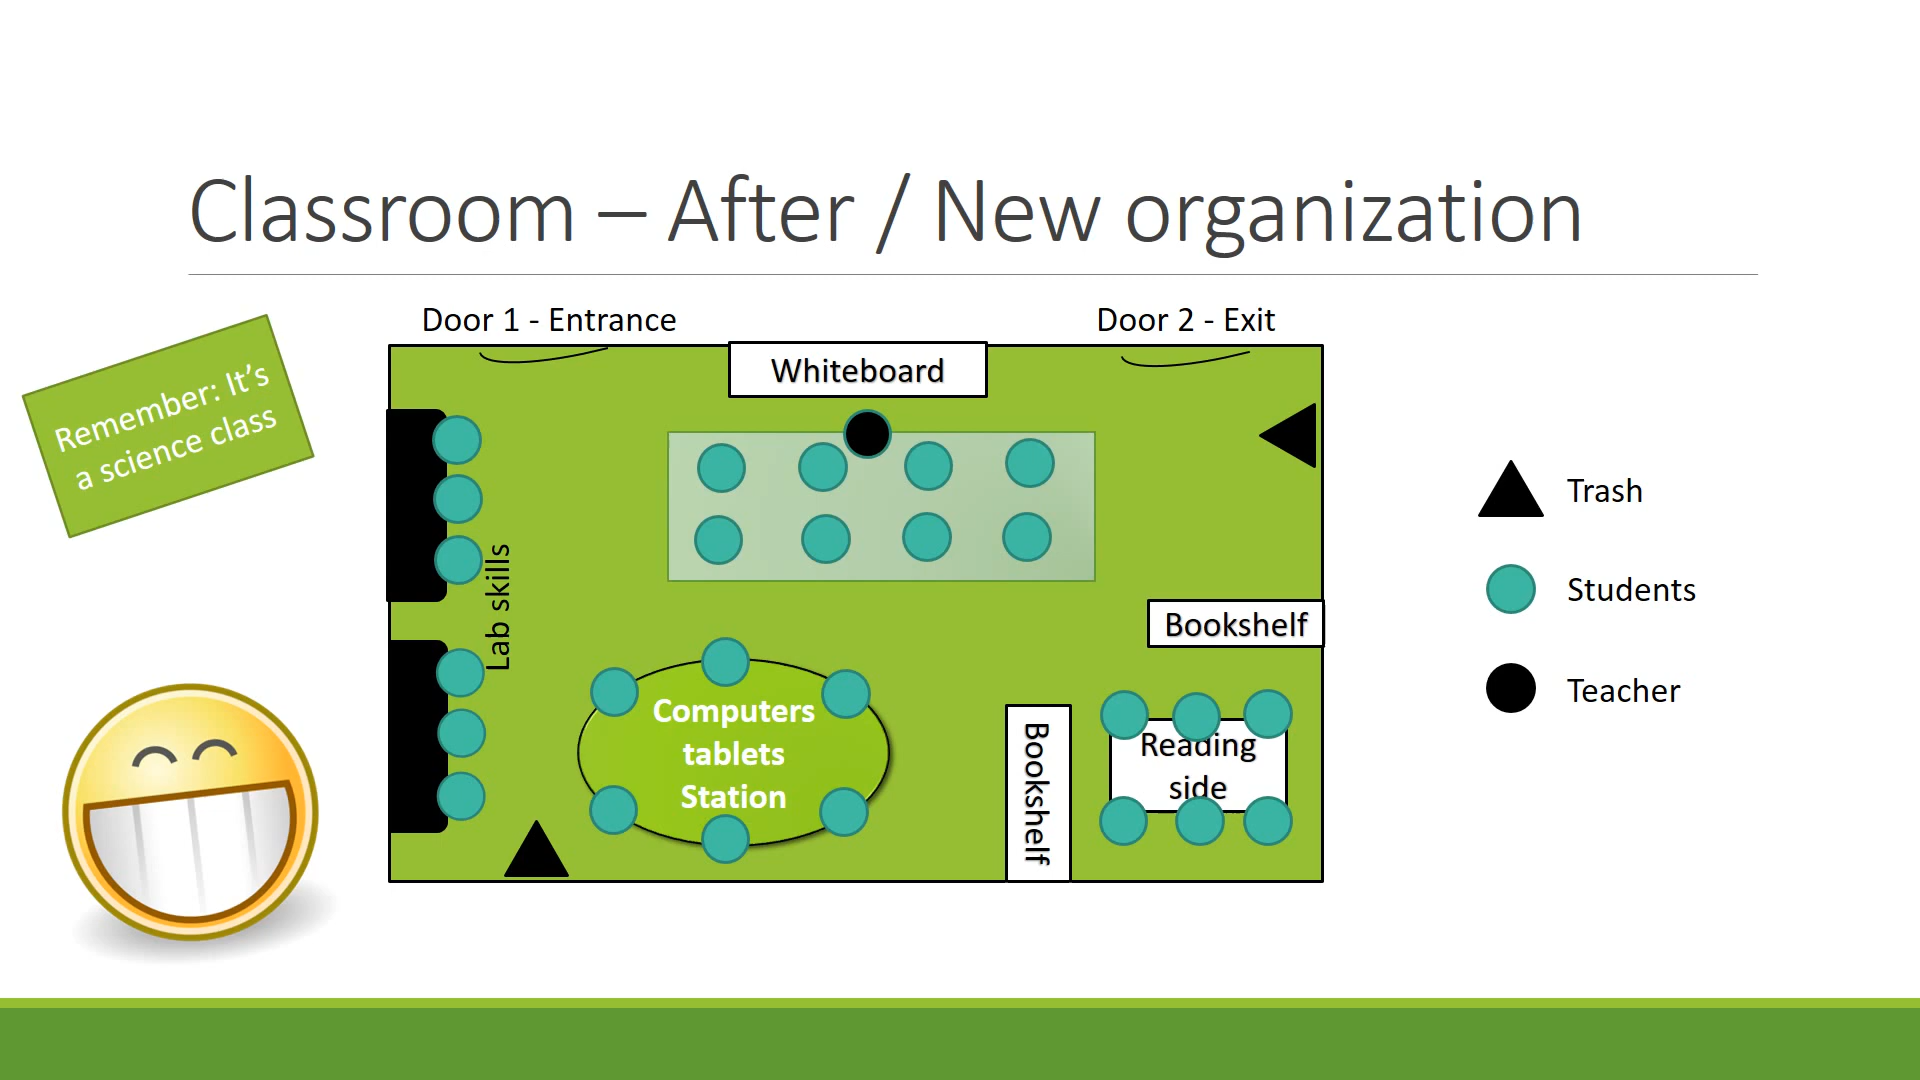 Classroom – After / New organization
Remember: It’s
a science class
Door 1 - Entrance
Door 2 - Exit
Whiteboard
Lab skills
Bookshelf
Computers
tablets
Station
Bookshelf
Reading
side
Trash
Students
Teacher